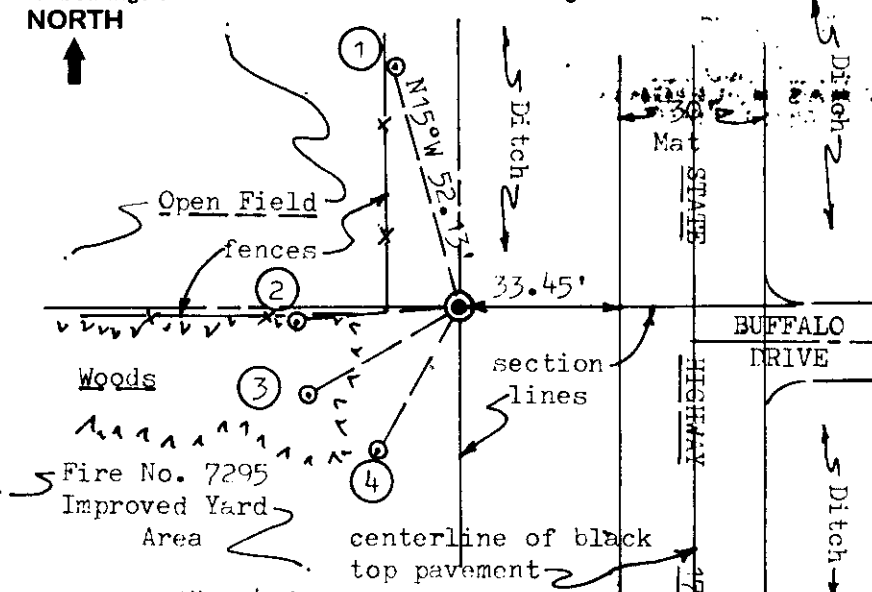 NORTH
1
N15°W 52.13'
Ditch
Ditch
30'
Mat
STATE
Open Field
fences
2
33.45'
BUFFALO
DRIVE
Woods
3
section
lines
HIGHWAY
4
Fire No. 7295
Improved Yard
Area
centerline of black
top pavement
Ditch